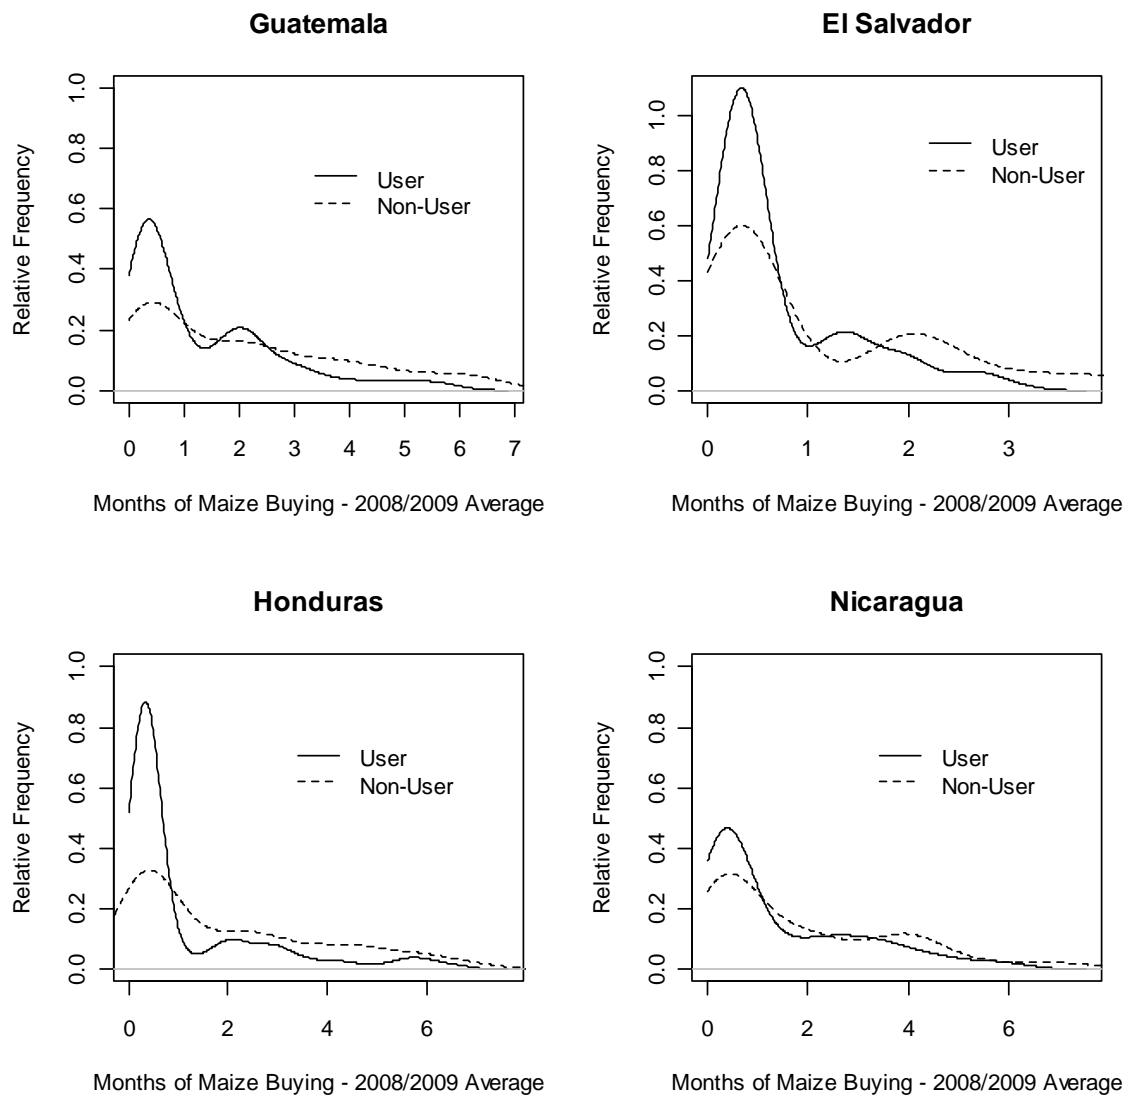 Guatemala
Relative Frequency
0.0 0.2 0.4 0.6 0.8 1.0
User
Non-User
0 1 2 3 4 5 6 7
Months of Maize Buying - 2008/2009 Average
El Salvador
Relative Frequency
0.0 0.2 0.4 0.6 0.8 1.0
User
Non-User
0 1 2 3
Months of Maize Buying - 2008/2009 Average
Honduras
Relative Frequency
0.0 0.2 0.4 0.6 0.8 1.0
User
Non-User
0 2 4 6
Months of Maize Buying - 2008/2009 Average
Nicaragua
Relative Frequency
0.0 0.2 0.4 0.6 0.8 1.0
User
Non-User
0 2 4 6
Months of Maize Buying - 2008/2009 Average